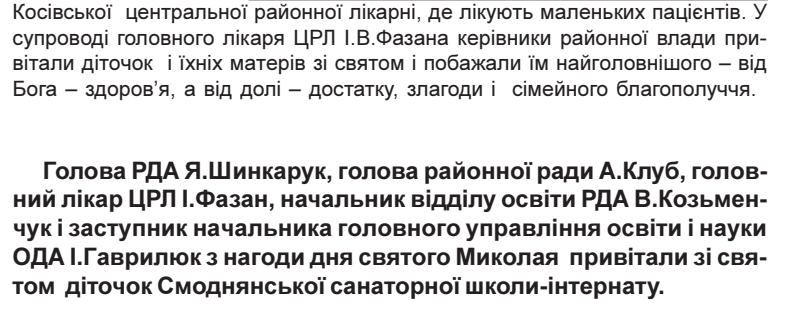 Косівської центральної районної лікарні, де лікують маленьких пацієнтів. У
супроводі головного лікаря ЦРЛ І.В.Фазана керівники районної влади при-
вітали діточок і їхніх матерів зі святом і побажали їм найголовнішого – від
Бога – здоров’я, а від долі – достатку, злагоди і сімейного благополуччя.
Голова РДА Я.Шинкарук, голова районної ради А.Клуб, голов-
ний лікар ЦРЛ І.Фазан, начальник відділу освіти РДА В.Козьмен-
чук і заступник начальника головного управління освіти і науки
ОДА І.Гаврилюк з нагоди дня святого Миколая привітали зі свя-
том діточок Смоднянської санаторної школи-інтернату.